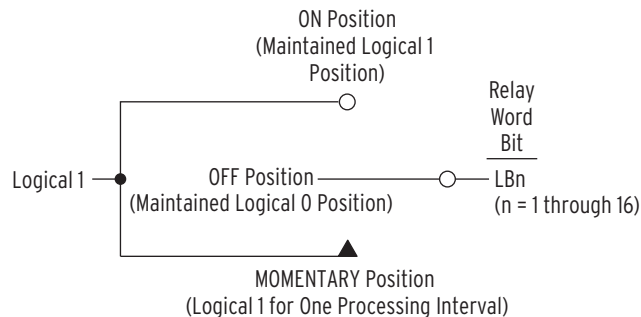 ON Position
(Maintained Logical 1
Position)
Relay
Word
Bit
Logical 1
OFF Position
(Maintained Logical 0 Position)
LBn
(n = 1 through 16)
MOMENTARY Position
(Logical 1 for One Processing Interval)